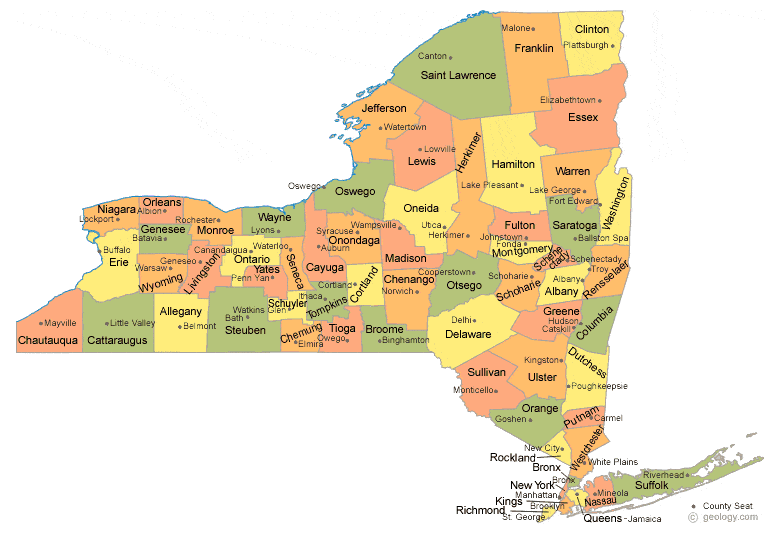 Clinton
Malone
Plattsburgh
Franklin
Canton
Saint Lawrence
Elizabethtown
Essex
Jefferson
Watertown
Lowville
Lewis
Herkimer
Hamilton
Lake Pleasant
Warren
Lake George
Washington
Fort Edward
Oswego
Oswego
Oneida
Utica
Herkimer
Fulton
Johnstown
Fonda
Montgomery
Saratoga
Ballston Spa
Niagara
Lockport
Orleans
Albion
Genesee
Batavia
Rochester
Monroe
Wayne
Lyons
Syracuse
Onondaga
Wampsville
Madison
Buffalo
Erie
Warsaw
Wyoming
Geneseo
Livingston
Canandaigua
Ontario
Waterloo
Yates
Penn Yan
Seneca
Auburn
Cayuga
Cortland
Cortland
Chenango
Norwich
Cooperstown
Otsego
Schoharie
Schoharie
Schene
ctady
Schenectady
Troy
Rensselaer
Albany
Albany
Mayville
Chautauqua
Little Valley
Cattaraugus
Allegany
Belmont
Bath
Steuben
Watkins Glen
Schuyler
Ithaca
Tompkins
Chemung
Elmira
Tioga
Owego
Broome
Binghamton
Delhi
Delaware
Greene
Hudson
Catskill
Columbia
Sullivan
Monticello
Kingston
Ulster
Dutchess
Poughkeepsie
Orange
Goshen
Putnam
Carmel
New City
Rockland
Westchester
White Plains
Bronx
Bronx
New York
Manhattan
Kings
Brooklyn
Richmond
St. George
Queens
Jamaica
Nassau
Mineola
Riverhead
Suffolk
County Seat
© geology.com